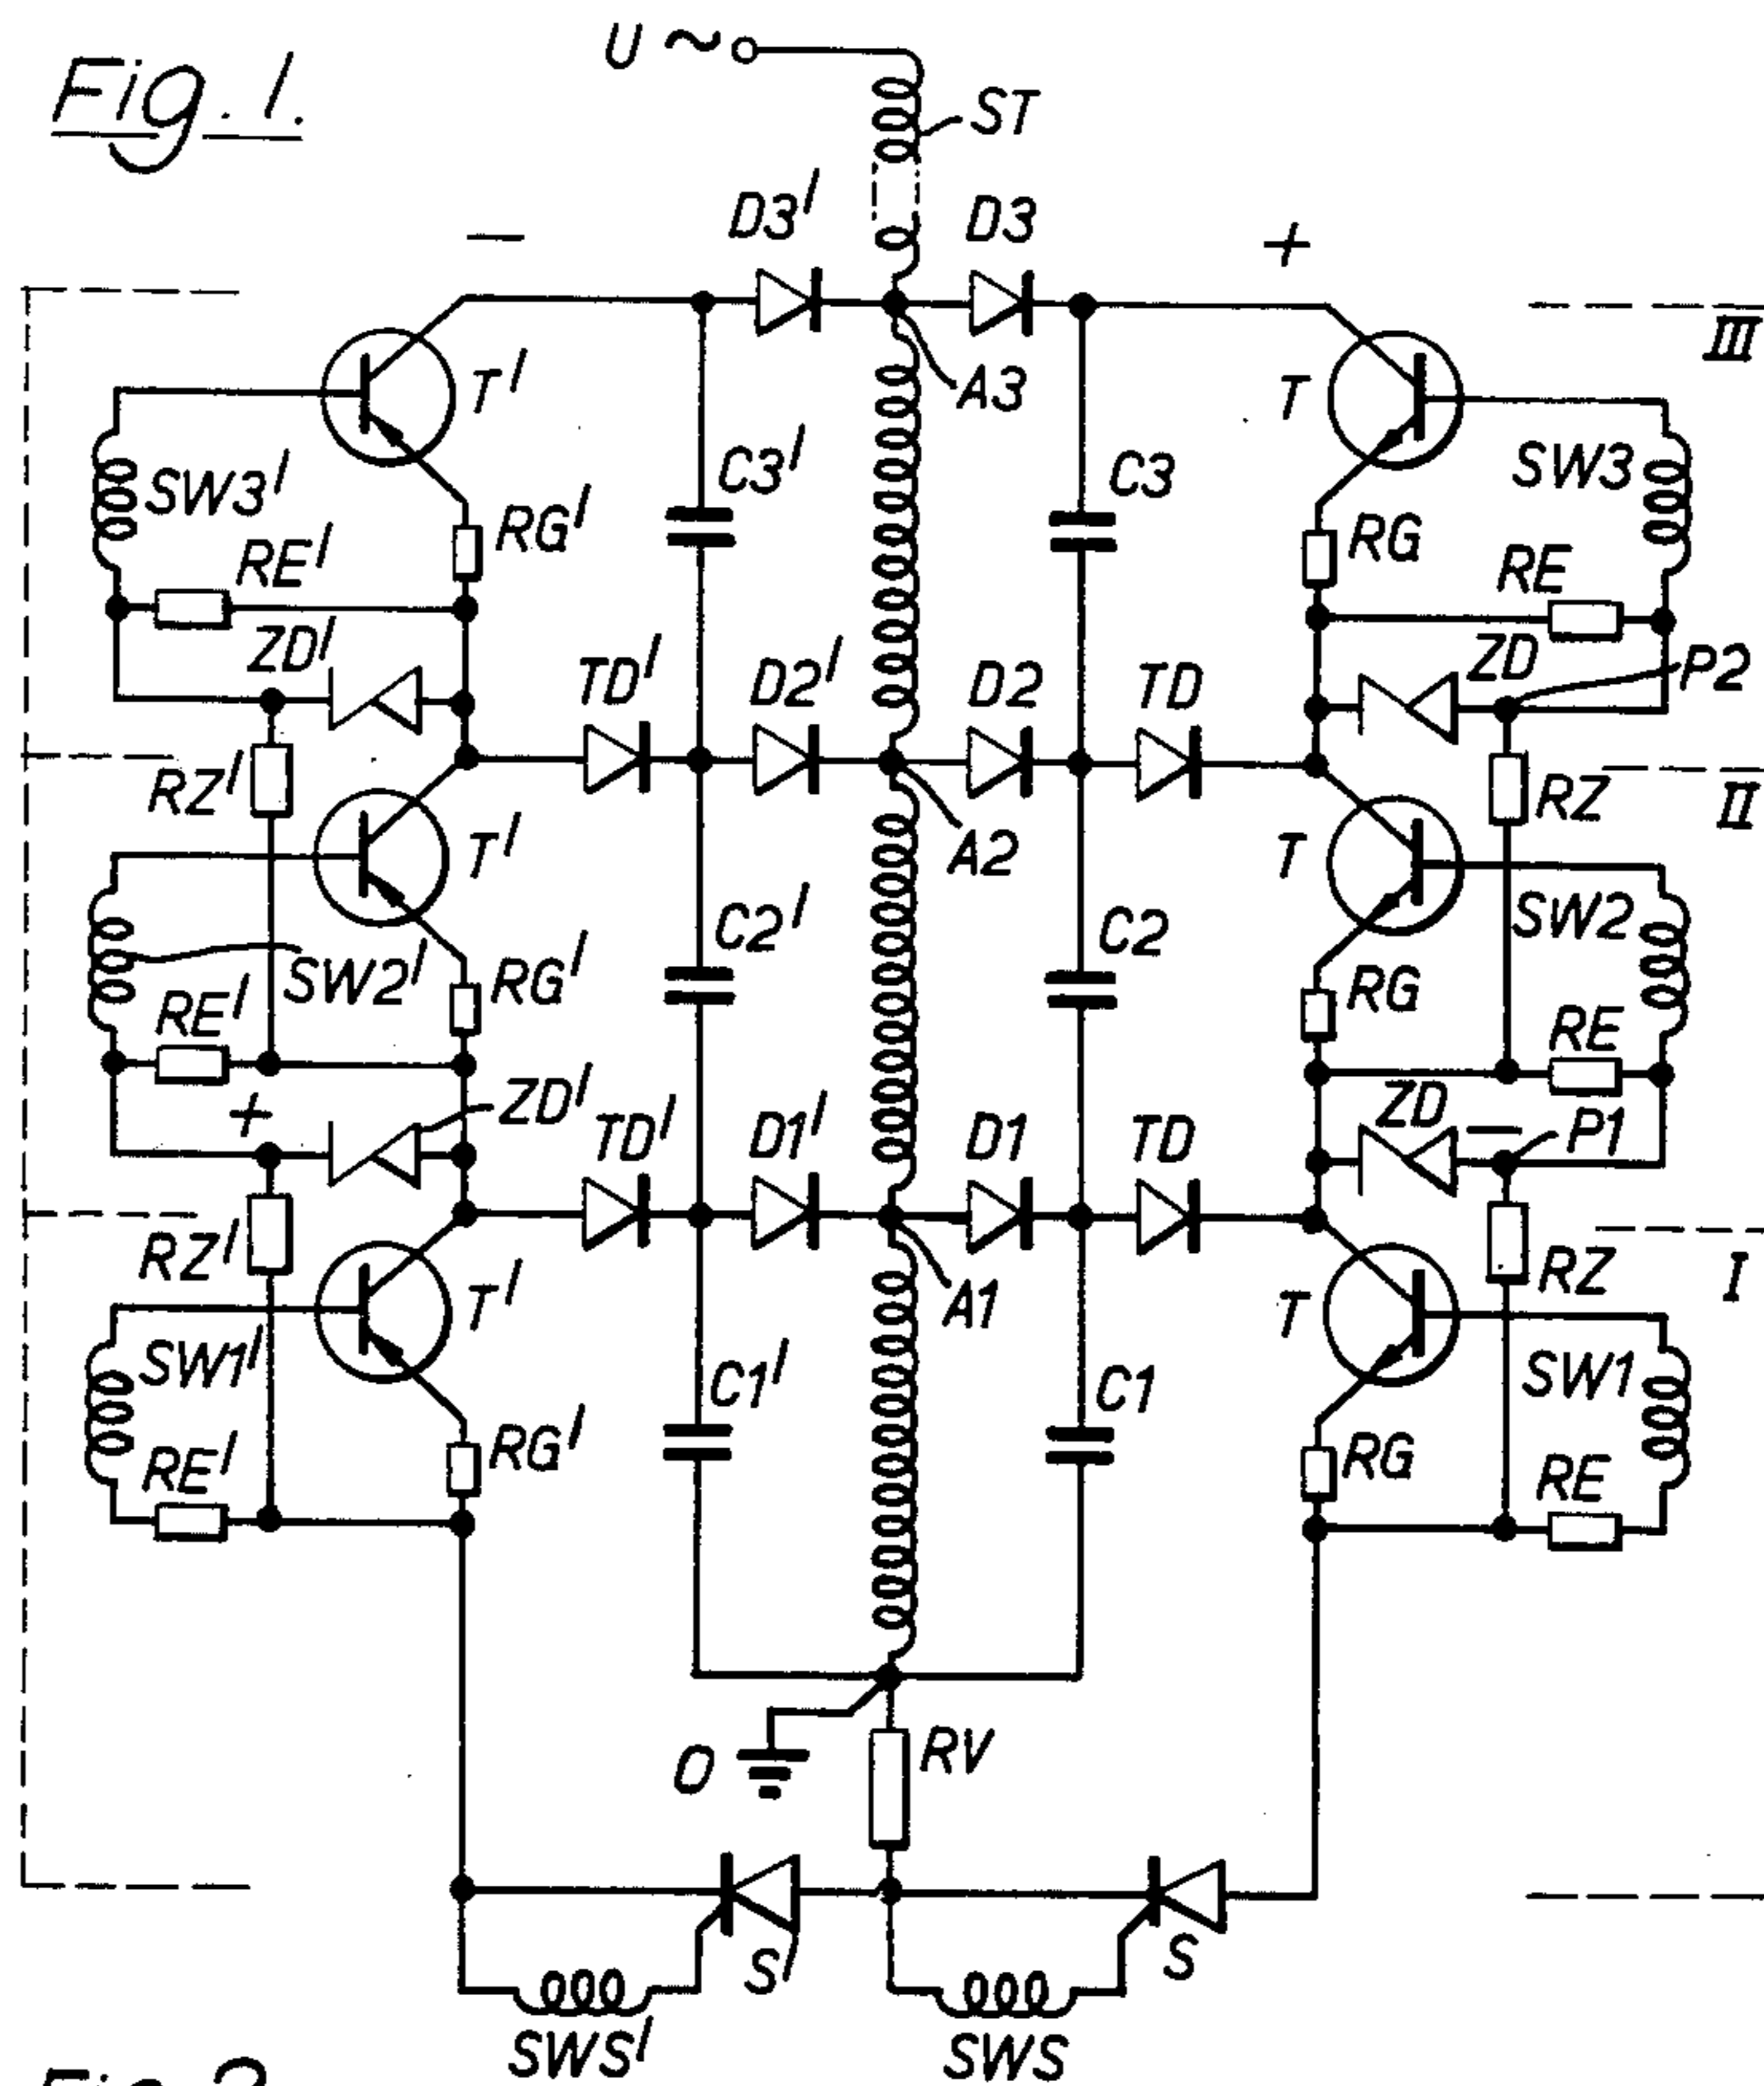 U ~
Fig. 1.
ST
D3' D3
- +
III
T' A3 T
C3' C3
SW3' SW3
RG' RG
RE' RE
ZD' ZD
TD' D2' D2 TD P2
RZ' RZ
II
T' A2 T
C2' C2
SW2' SW2
RG' RG
RE' RE
+ ZD' ZD - P1
TD' D1' D1 TD
RZ' RZ
I
T' A1 T
SW1' C1' C1 SW1
RG' RG
RE' RE
O RV
S' S
SWS' SWS